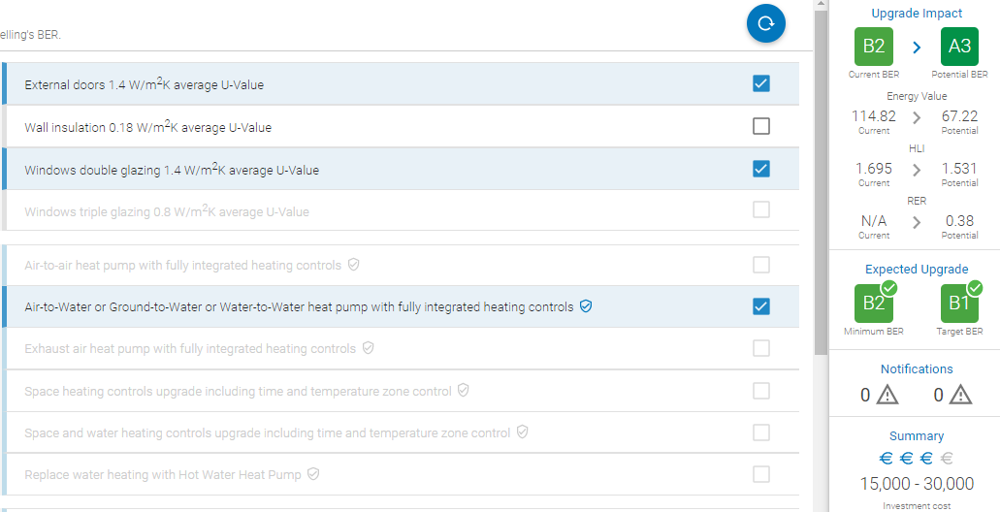 elling's BER.
External doors 1.4 W/m²K average U-Value
Wall insulation 0.18 W/m²K average U-Value
Windows double glazing 1.4 W/m²K average U-Value
Windows triple glazing 0.8 W/m²K average U-Value
Air-to-air heat pump with fully integrated heating controls
Air-to-Water or Ground-to-Water or Water-to-Water heat pump with fully integrated heating controls
Exhaust air heat pump with fully integrated heating controls
Space heating controls upgrade including time and temperature zone control
Space and water heating controls upgrade including time and temperature zone control
Replace water heating with Hot Water Heat Pump
Upgrade Impact
B2 A3
Current BER Potential BER
Energy Value
114.82 67.22
Current Potential
HLI
1.695 1.531
Current Potential
RER
N/A 0.38
Current Potential
Expected Upgrade
B2 B1
Minimum BER Target BER
Notifications
0 0
Summary
€ € € €
15,000 - 30,000
Investment cost